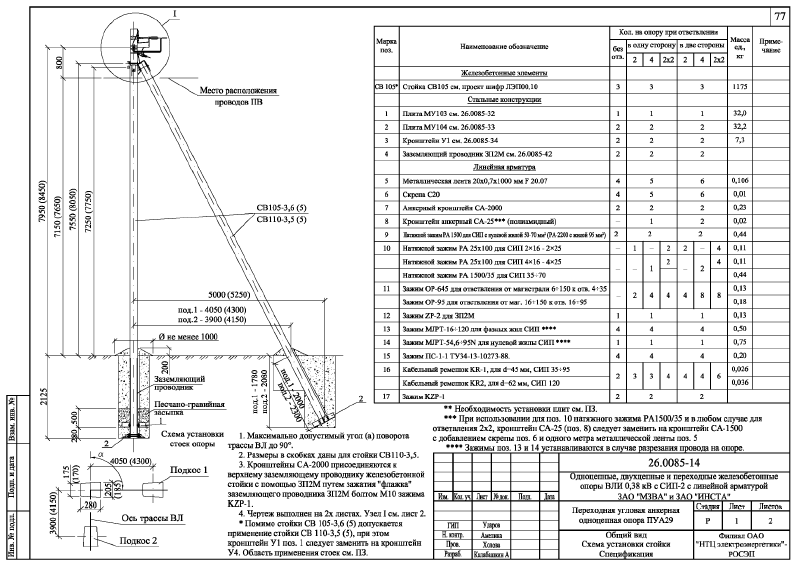 77
I
800
7950 (8450)
7150 (7650)
7550 (8050)
7250 (7750)
Место расположения
проводов ПВ
СВ105-3,6 (5)
СВ110-3,5 (5)
5000 (5250)
под.1 - 4050 (4300)
под.2 - 3900 (4150)
Ø не менее 1000
200
Заземляющий
проводник
Песчано-гравийная
засыпка
2125
500
280
2
под.1 - 1780
под.2 - 2080
под.1 - 2000
под.2 - 2300
2
Схема установки
стоек опоры
α
4050 (4300)
Подкос 1
175
(170)
205
(185)
280
3900 (4150)
Ось трассы ВЛ
Подкос 2
1. Максимально допустимый угол (а) поворота
трассы ВЛ до 90°.
2. Размеры в скобках даны для стойки СВ110-3,5.
3. Кронштейны СА-2000 присоединяются к
верхнему заземляющему проводнику железобетонной
стойки с помощью ЗП2М путем зажатия "флажка"
заземляющего проводника ЗП2М болтом М10 зажима
KZP-1.
4. Чертеж выполнен на 2х листах. Узел I см. лист 2.
* Помимо стойки СВ 105-3,6 (5) допускается
применение стойки СВ 110-3,5 (5), при этом
кронштейн У1 поз. 1 следует заменить на кронштейн
У4. Область применения стоек см. ПЗ.
Марка поз. Наименование обозначение Кол. на опору при ответвления Масса ед., кг Приме-чание
без отв. в одну сторону в две стороны
2 4 2х2 2 4 2х2
Железобетонные элементы
СВ 105* Стойка СВ105 см. проект шифр ЛЭП00,10 3 3 3 1175
Стальные конструкции
1 Плита МУ103 см. 26.0085-32 1 1 1 32,0
2 Плита МУ104 см. 26.0085-33 2 2 2 32,2
3 Кронштейн У1 см. 26.0085-34 2 2 2 7,3
4 Заземляющий проводник ЗП2М см. 26.0085-42 2 2 2
Линейная арматура
5 Металлическая лента 20х0,7х1000 мм F 20.07 4 5 6 0,106
6 Скрепа С20 4 5 6 0,01
7 Анкерный кронштейн СА-2000 2 2 2 0,23
8 Кронштейн анкерный СА-25*** (полиамидный) – 1 2 0,02
9 Натяжной зажим РА 1500 для СИП с нулевой жилой 50-70 мм² (РА-2200 с жилой 95 мм²) 2 2 2 0,44
10 Натяжной зажим РА 25х100 для СИП 2×16 - 2×25 – 1 – 2 2 – 4 0,11
Натяжной зажим РА 25х100 для СИП 4×16 - 4×25 – – 1 2 – 2 4 0,11
Натяжной зажим РА 1500/35 для СИП 35÷70 0,44
11 Зажим ОР-645 для ответвления от магистрали 6÷150 к отв. 4÷35 – 2 4 4 4 8 8 0,13
Зажим ОР-95 для ответвления от маг. 16÷150 к отв. 16÷95 0,18
12 Зажим ZP-2 для ЗП2М 1 1 1 0,13
13 Зажим MJPT-16÷120 для фазных жил СИП **** 4 4 4 0,50
14 Зажим MJPT-54,6÷95N для нулевой жилы СИП **** 1 1 1 0,75
15 Зажим ПС-1-1 ТУ34-13-10273-88. 4 4 4 0,20
16 Кабельный ремешок KR-1, для d=45 мм, СИП 35÷95 2 3 3 4 4 4 6 0,026
Кабельный ремешок KR2, для d=62 мм, СИП 120 0,036
17 Зажим KZP-1 2 2 2
** Необходимость установки плит см. ПЗ.
*** При использовании для поз. 10 натяжного зажима РА1500/35 и в любом случае для
ответвления 2х2, кронштейн СА-25 (поз. 8) следует заменить на кронштейн СА-1500
с добавлением скрепы поз. 6 и одного метра металлической ленты поз. 5
**** Зажимы поз. 13 и 14 устанавливаются в случае разрезания провода на опоре.
26.0085-14
Одноцепные, двухцепные и переходные железобетонные
опоры ВЛИ 0,38 кВ с СИП-2 с линейной арматурой
ЗАО "МЗВА" и ЗАО "ИНСТА"
Изм. Кол. уч. Лист № док. Подп. Дата
ГИП Ударов
Н. контр. Амелина
Пров. Холова
Разраб. Калабашкин А
Переходная угловая анкерная
одноцепная опора ПУА29
Стадия Лист Листов
Р 1 2
Общий вид
Схема установки стойки
Спецификация
Филиал ОАО
"НТЦ электроэнергетики"-
РОСЭП
Взам. инв. №
Подп. и дата
Инв. № подл.